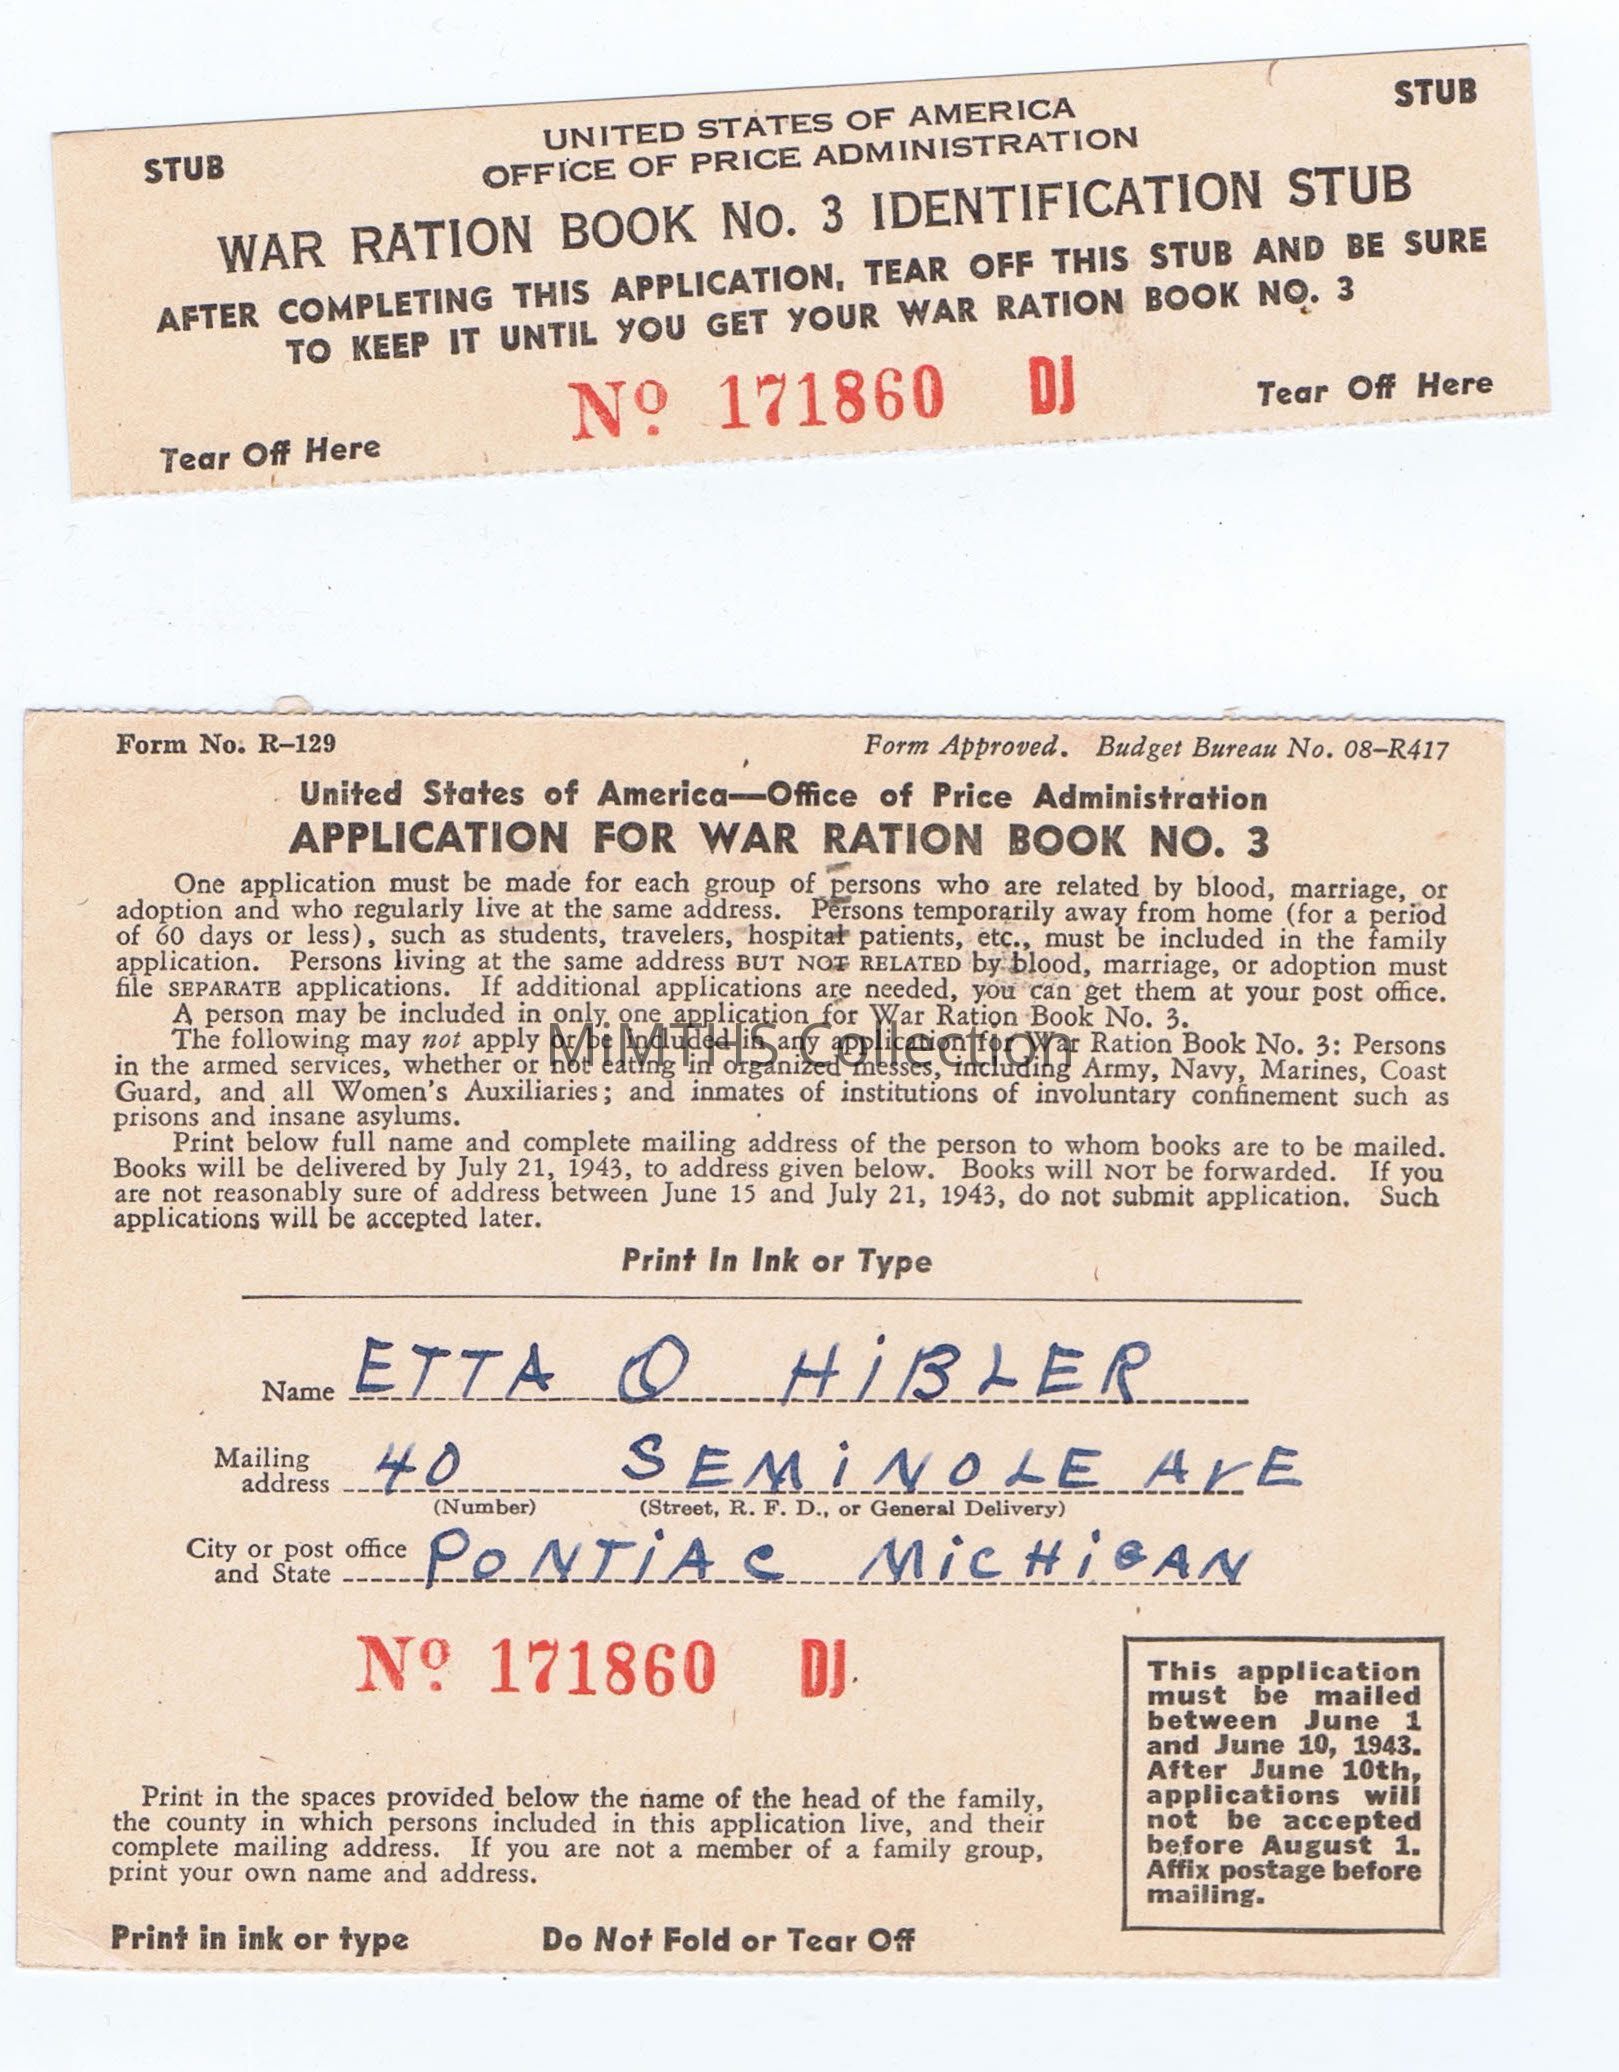 STUB
STUB
UNITED STATES OF AMERICA
OFFICE OF PRICE ADMINISTRATION
WAR RATION BOOK No. 3 IDENTIFICATION STUB
AFTER COMPLETING THIS APPLICATION, TEAR OFF THIS STUB AND BE SURE
TO KEEP IT UNTIL YOU GET YOUR WAR RATION BOOK NO. 3
No. 171860 DJ
Tear Off Here
Tear Off Here
Form No. R–129
Form Approved. Budget Bureau No. 08–R417
United States of America—Office of Price Administration
APPLICATION FOR WAR RATION BOOK NO. 3
One application must be made for each group of persons who are related by blood, marriage, or
adoption and who regularly live at the same address. Persons temporarily away from home (for a period
of 60 days or less), such as students, travelers, hospital patients, etc., must be included in the family
application. Persons living at the same address BUT NOT RELATED by blood, marriage, or adoption must
file SEPARATE applications. If additional applications are needed, you can get them at your post office.
A person may be included in only one application for War Ration Book No. 3.
The following may not apply or be included in any application for War Ration Book No. 3: Persons
in the armed services, whether or not eating in organized messes, including Army, Navy, Marines, Coast
Guard, and all Women's Auxiliaries; and inmates of institutions of involuntary confinement such as
prisons and insane asylums.
MiMTHS Collection
Print below full name and complete mailing address of the person to whom books are to be mailed.
Books will be delivered by July 21, 1943, to address given below. Books will NOT be forwarded. If you
are not reasonably sure of address between June 15 and July 21, 1943, do not submit application. Such
applications will be accepted later.
Print In Ink or Type
Name ETTA O HiBLER
Mailing
address 40 SEMiNOLE AVE
(Number) (Street, R. F. D., or General Delivery)
City or post office
and State PONTiAC MiCHiGAN
No. 171860 DJ
This application
must be mailed
between June 1
and June 10, 1943.
After June 10th,
applications will
not be accepted
before August 1.
Affix postage before
mailing.
Print in the spaces provided below the name of the head of the family,
the county in which persons included in this application live, and their
complete mailing address. If you are not a member of a family group,
print your own name and address.
Print in ink or type
Do Not Fold or Tear Off